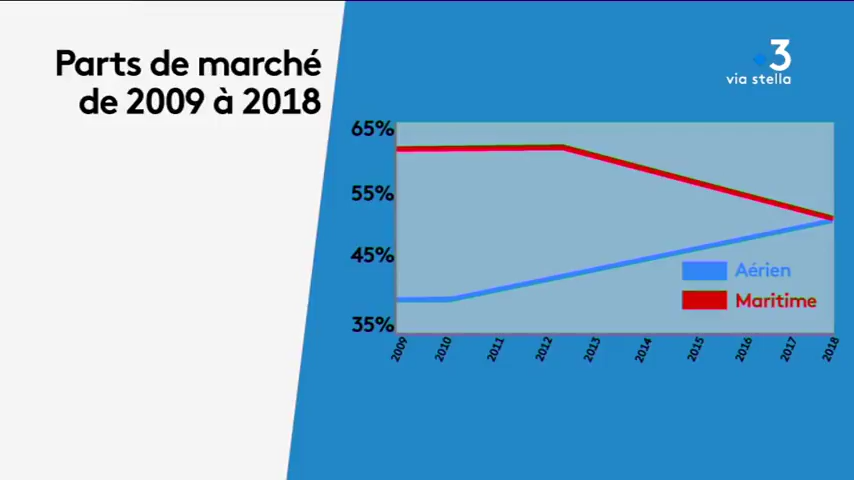 Parts de marché
de 2009 à 2018
3
via stella
65%
55%
45%
35%
Aérien
Maritime
2009 2010 2011 2012 2013 2014 2015 2016 2017 2018